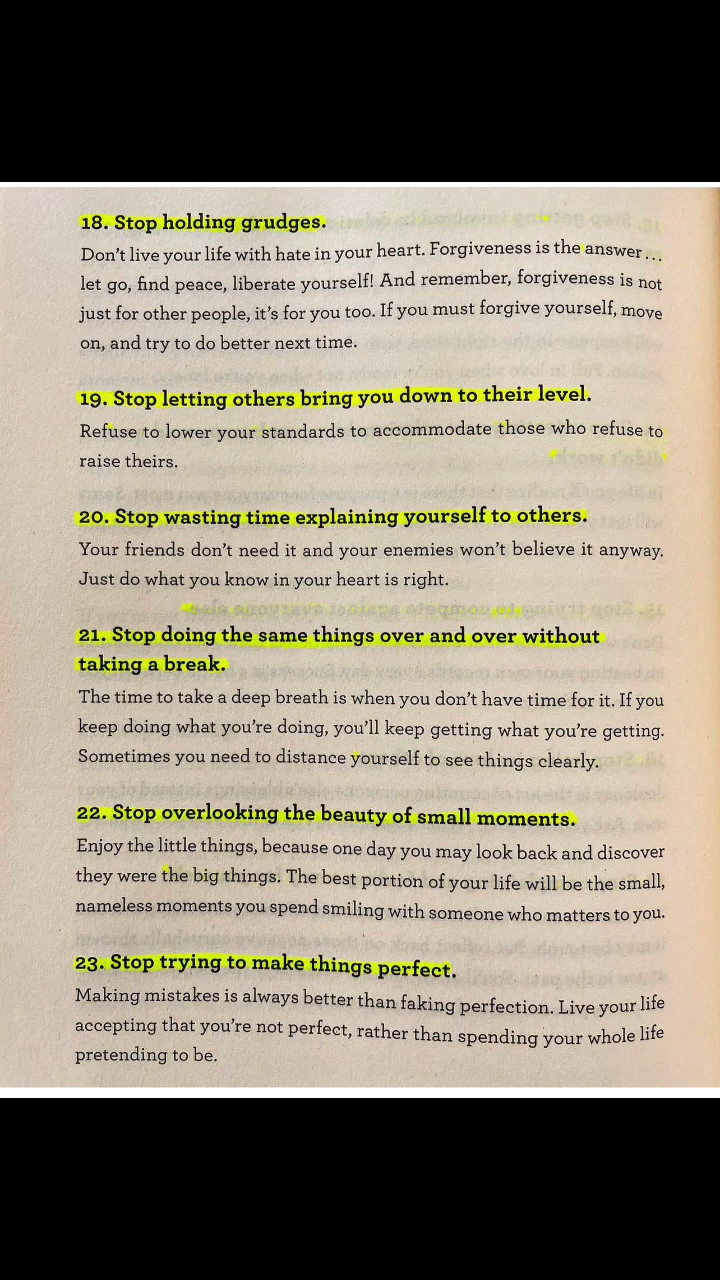 18. Stop holding grudges.
Don't live your life with hate in your heart. Forgiveness is the answer...
let go, find peace, liberate yourself! And remember, forgiveness is not
just for other people, it's for you too. If you must forgive yourself, move
on, and try to do better next time.
19. Stop letting others bring you down to their level.
Refuse to lower your standards to accommodate those who refuse to
raise theirs.
20. Stop wasting time explaining yourself to others.
Your friends don't need it and your enemies won't believe it anyway.
Just do what you know in your heart is right.
21. Stop doing the same things over and over without
taking a break.
The time to take a deep breath is when you don't have time for it. If you
keep doing what you're doing, you'll keep getting what you're getting.
Sometimes you need to distance yourself to see things clearly.
22. Stop overlooking the beauty of small moments.
Enjoy the little things, because one day you may look back and discover
they were the big things. The best portion of your life will be the small,
nameless moments you spend smiling with someone who matters to you.
23. Stop trying to make things perfect.
Making mistakes is always better than faking perfection. Live your life
accepting that you're not perfect, rather than spending your whole life
pretending to be.